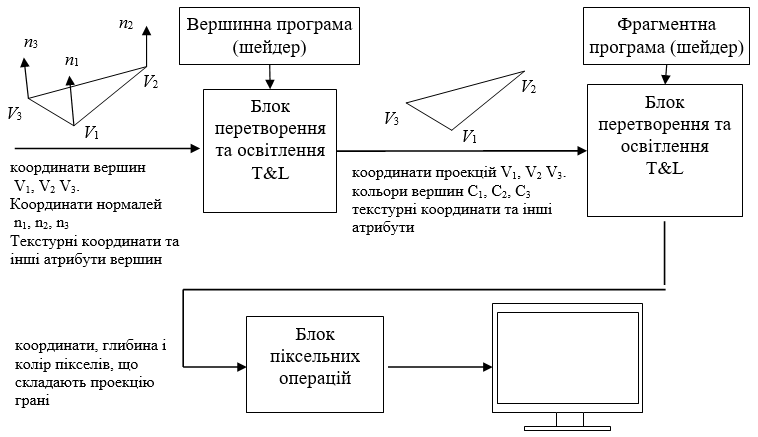 n₃
n₁
n₂
V₃
V₁
V₂
Вершинна програма
(шейдер)
Фрагментна
програма (шейдер)
Блок
перетворення
та освітлення
T&L
V₃
V₁
V₂
Блок
перетворення та
освітлення
T&L
координати вершин
V₁, V₂ V₃.
Координати нормалей
n₁, n₂, n₃
Текстурні координати та
інші атрибути вершин
координати проекцій V₁, V₂ V₃.
кольори вершин C₁, C₂, C₃
текстурні координати та інші
атрибути
координати, глибина і
колір пікселів, що
складають проекцію
грані
Блок
піксельних
операцій